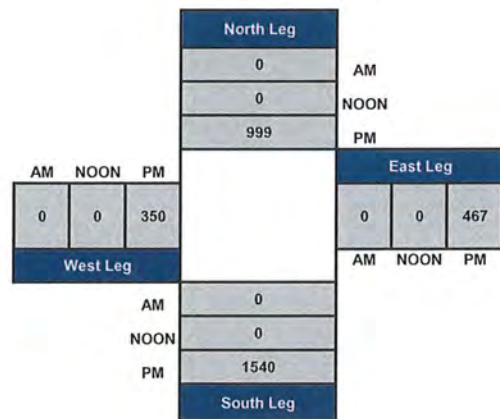 North Leg
0 AM
0 NOON
999 PM
AM NOON PM
East Leg
0 0 350
0 0 467
West Leg
AM NOON PM
AM 0
NOON 0
PM 1540
South Leg